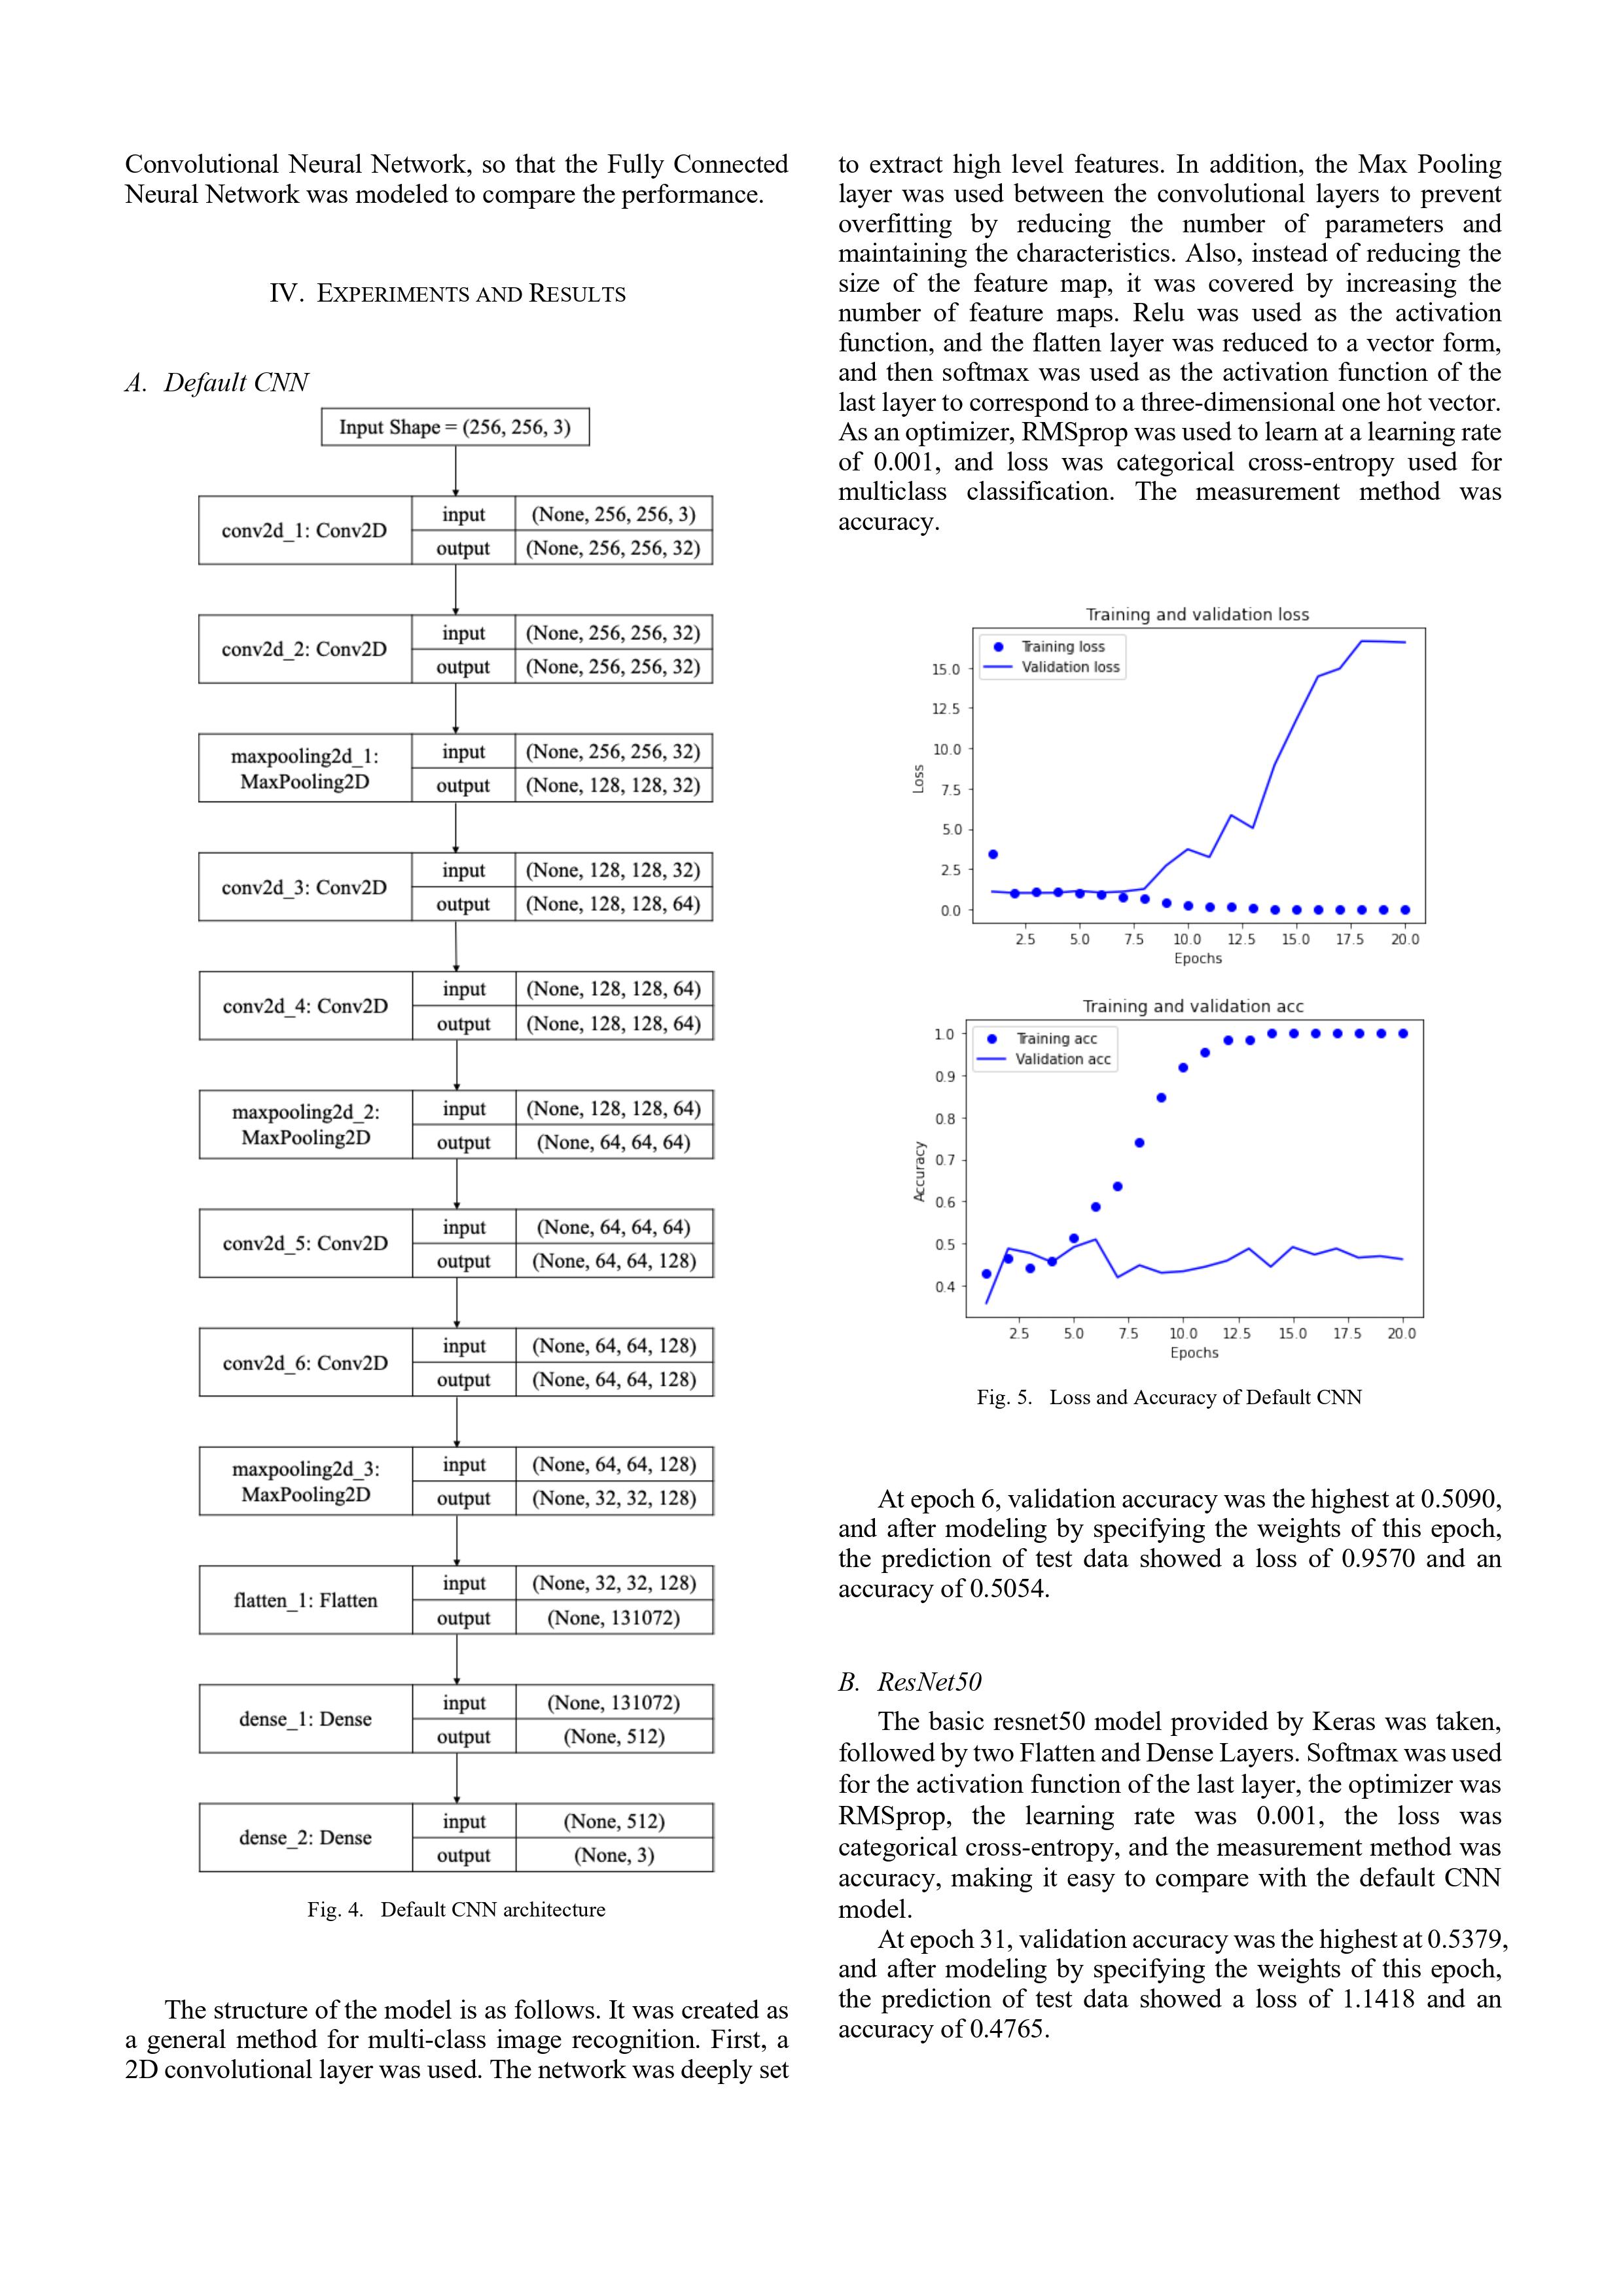 Convolutional Neural Network, so that the Fully Connected
Neural Network was modeled to compare the performance.
IV. EXPERIMENTS AND RESULTS
A. Default CNN
Input Shape = (256, 256, 3)
conv2d_1: Conv2D
input (None, 256, 256, 3)
output (None, 256, 256, 32)
conv2d_2: Conv2D
input (None, 256, 256, 32)
output (None, 256, 256, 32)
maxpooling2d_1:
MaxPooling2D
input (None, 256, 256, 32)
output (None, 128, 128, 32)
conv2d_3: Conv2D
input (None, 128, 128, 32)
output (None, 128, 128, 64)
conv2d_4: Conv2D
input (None, 128, 128, 64)
output (None, 128, 128, 64)
maxpooling2d_2:
MaxPooling2D
input (None, 128, 128, 64)
output (None, 64, 64, 64)
conv2d_5: Conv2D
input (None, 64, 64, 64)
output (None, 64, 64, 128)
conv2d_6: Conv2D
input (None, 64, 64, 128)
output (None, 64, 64, 128)
maxpooling2d_3:
MaxPooling2D
input (None, 64, 64, 128)
output (None, 32, 32, 128)
flatten_1: Flatten
input (None, 32, 32, 128)
output (None, 131072)
dense_1: Dense
input (None, 131072)
output (None, 512)
dense_2: Dense
input (None, 512)
output (None, 3)
Fig. 4. Default CNN architecture
The structure of the model is as follows. It was created as
a general method for multi-class image recognition. First, a
2D convolutional layer was used. The network was deeply set
to extract high level features. In addition, the Max Pooling
layer was used between the convolutional layers to prevent
overfitting by reducing the number of parameters and
maintaining the characteristics. Also, instead of reducing the
size of the feature map, it was covered by increasing the
number of feature maps. Relu was used as the activation
function, and the flatten layer was reduced to a vector form,
and then softmax was used as the activation function of the
last layer to correspond to a three-dimensional one hot vector.
As an optimizer, RMSprop was used to learn at a learning rate
of 0.001, and loss was categorical cross-entropy used for
multiclass classification. The measurement method was
accuracy.
Training and validation loss
Training loss
Validation loss
15.0
12.5
10.0
7.5
5.0
2.5
0.0
Loss
2.5 5.0 7.5 10.0 12.5 15.0 17.5 20.0
Epochs
Training and validation acc
Training acc
Validation acc
1.0
0.9
0.8
0.7
0.6
0.5
0.4
Accuracy
2.5 5.0 7.5 10.0 12.5 15.0 17.5 20.0
Epochs
Fig. 5. Loss and Accuracy of Default CNN
At epoch 6, validation accuracy was the highest at 0.5090,
and after modeling by specifying the weights of this epoch,
the prediction of test data showed a loss of 0.9570 and an
accuracy of 0.5054.
B. ResNet50
The basic resnet50 model provided by Keras was taken,
followed by two Flatten and Dense Layers. Softmax was used
for the activation function of the last layer, the optimizer was
RMSprop, the learning rate was 0.001, the loss was
categorical cross-entropy, and the measurement method was
accuracy, making it easy to compare with the default CNN
model.
At epoch 31, validation accuracy was the highest at 0.5379,
and after modeling by specifying the weights of this epoch,
the prediction of test data showed a loss of 1.1418 and an
accuracy of 0.4765.